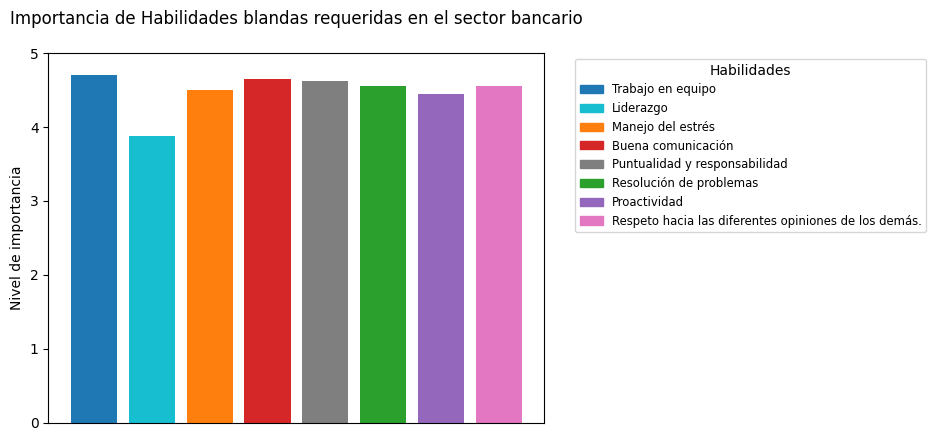 Importancia de Habilidades blandas requeridas en el sector bancario
Nivel de importancia
5
4
3
2
1
0
Habilidades
Trabajo en equipo
Liderazgo
Manejo del estrés
Buena comunicación
Puntualidad y responsabilidad
Resolución de problemas
Proactividad
Respeto hacia las diferentes opiniones de los demás.